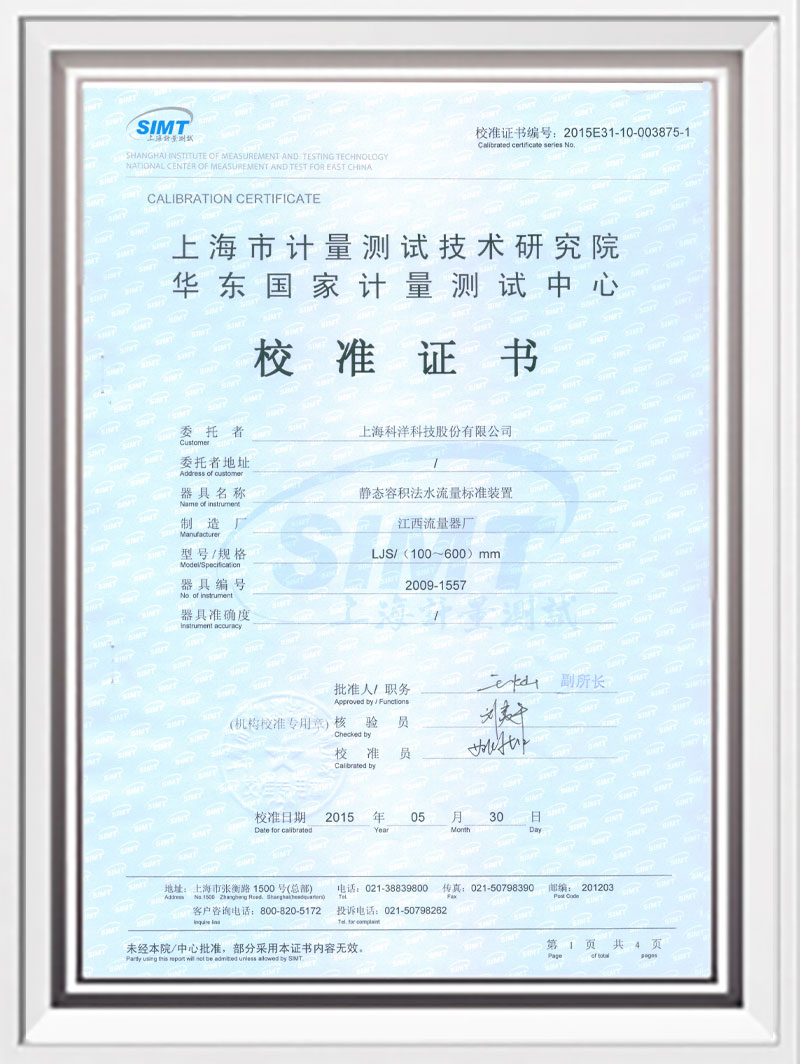 SIMT
上海计量测试
校准证书编号：2015E31-10-003875-1
Calibrated certificate series No.
SHANGHAI INSTITUTE OF MEASUREMENT AND TESTING TECHNOLOGY
NATIONAL CENTER OF MEASUREMENT AND TEST FOR EAST CHINA
CALIBRATION CERTIFICATE
上海市计量测试技术研究院
华东国家计量测试中心
校准证书
委托者 上海科洋科技股份有限公司
Customer
委托者地址 /
Address of customer
器具名称 静态容积法水流量标准装置
Name of instrument
制造厂 江西流量器厂
Manufacturer
型号/规格 LJS/（100～600）mm
Model/Specification
器具编号 2009-1557
No. of instrument
器具准确度 /
Instrument accuracy
批准人/职务 副所长
Approved by / Functions
(机构校准专用章) 核验员
Checked by
校准员
Calibrated by
校准日期 2015 年 05 月 30 日
Date for calibrated Year Month Day
地址：上海市张衡路1500号(总部) 电话：021-38839800 传真：021-50798390 邮编：201203
Address No.1500 Zhangheng Road, Shanghai(headquarters) Tel. Fax Post Code
客户咨询电话：800-820-5172 投诉电话：021-50798262
Inquire line Tel. for complaint
未经本院/中心批准，部分采用本证书内容无效。
Partly using this report will not be admitted unless allowed by SIMT.
第 1 页 共 4 页
Page of total pages